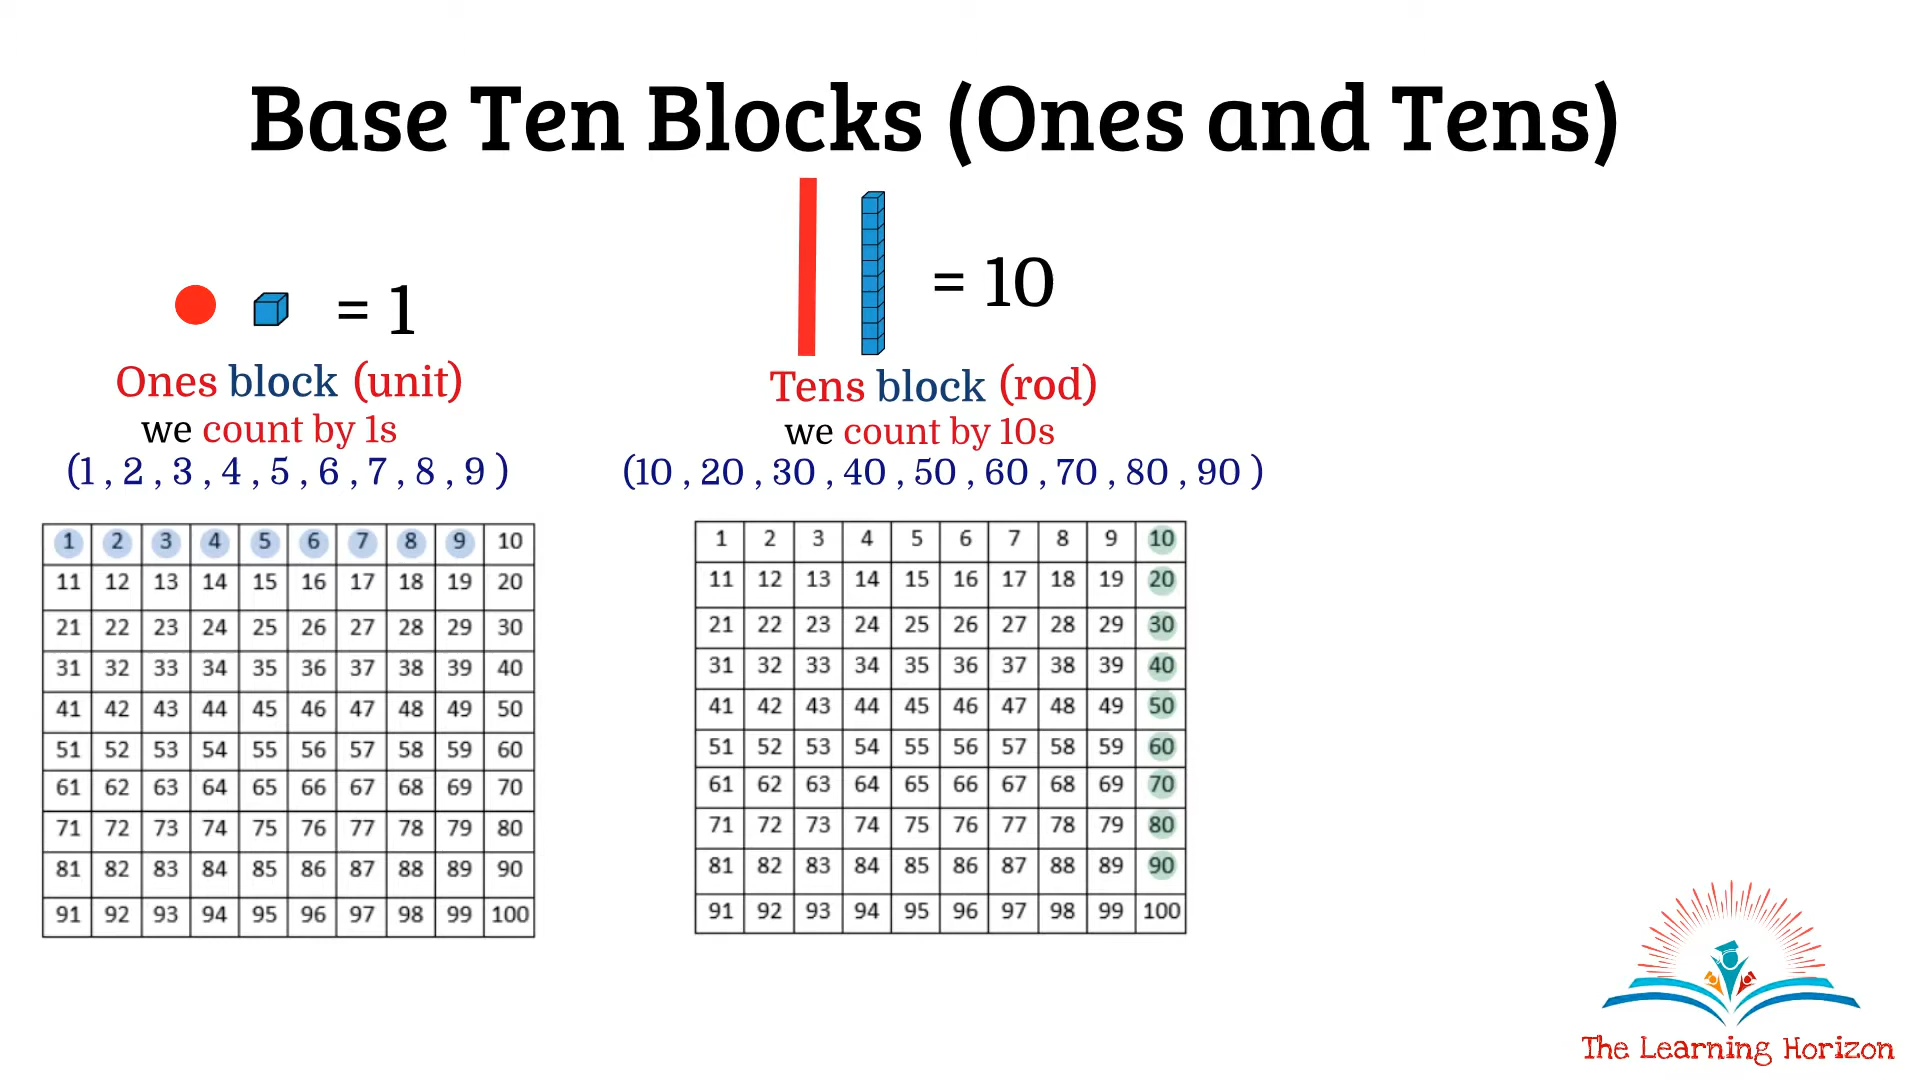 Base Ten Blocks (Ones and Tens)
= 1
Ones block (unit)
we count by 1s
(1 , 2 , 3 , 4 , 5 , 6 , 7 , 8 , 9 )
1 2 3 4 5 6 7 8 9 10
11 12 13 14 15 16 17 18 19 20
21 22 23 24 25 26 27 28 29 30
31 32 33 34 35 36 37 38 39 40
41 42 43 44 45 46 47 48 49 50
51 52 53 54 55 56 57 58 59 60
61 62 63 64 65 66 67 68 69 70
71 72 73 74 75 76 77 78 79 80
81 82 83 84 85 86 87 88 89 90
91 92 93 94 95 96 97 98 99 100
= 10
Tens block (rod)
we count by 10s
(10 , 20 , 30 , 40 , 50 , 60 , 70 , 80 , 90 )
1 2 3 4 5 6 7 8 9 10
11 12 13 14 15 16 17 18 19 20
21 22 23 24 25 26 27 28 29 30
31 32 33 34 35 36 37 38 39 40
41 42 43 44 45 46 47 48 49 50
51 52 53 54 55 56 57 58 59 60
61 62 63 64 65 66 67 68 69 70
71 72 73 74 75 76 77 78 79 80
81 82 83 84 85 86 87 88 89 90
91 92 93 94 95 96 97 98 99 100
The Learning Horizon